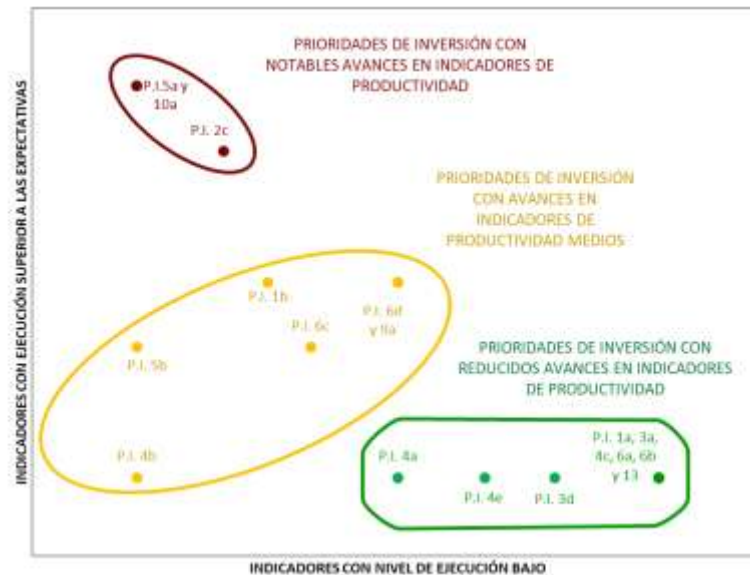 PRIORIDADES DE INVERSIÓN CON
NOTABLES AVANCES EN INDICADORES DE
PRODUCTIVIDAD
P.I.5a y
10a
P.I. 2c
PRIORIDADES DE INVERSIÓN
CON AVANCES EN
INDICADORES DE
PRODUCTIVIDAD MEDIOS
P.I. 1b
P.I. 6c
P.I. 5b
P.I. 4b
PRIORIDADES DE INVERSIÓN CON
REDUCIDOS AVANCES EN INDICADORES
DE PRODUCTIVIDAD
P.I. 4a
P.I. 4e
P.I. 3d
P.I. 1a, 3a,
4c, 6a, 6b
y 13
INDICADORES CON EJECUCIÓN SUPERIOR A LAS EXPECTATIVAS
INDICADORES CON NIVEL DE EJECUCIÓN BAJO